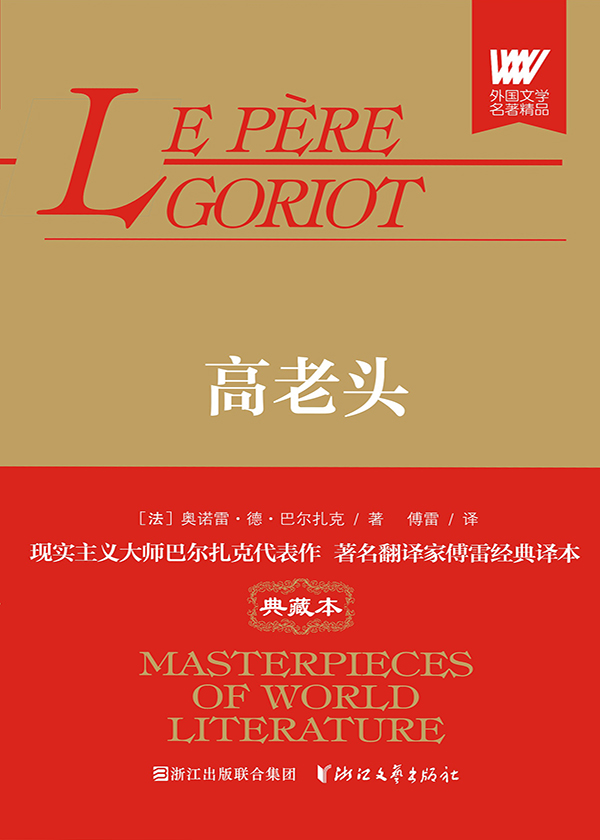 外国文学
名著精品
LE PÈRE
GORIOT
高老头
[法] 奥诺雷·德·巴尔扎克 / 著 傅雷 / 译
现实主义大师巴尔扎克代表作 著名翻译家傅雷经典译本
典藏本
MASTERPIECES
OF WORLD
LITERATURE
浙江出版联合集团 浙江文艺出版社